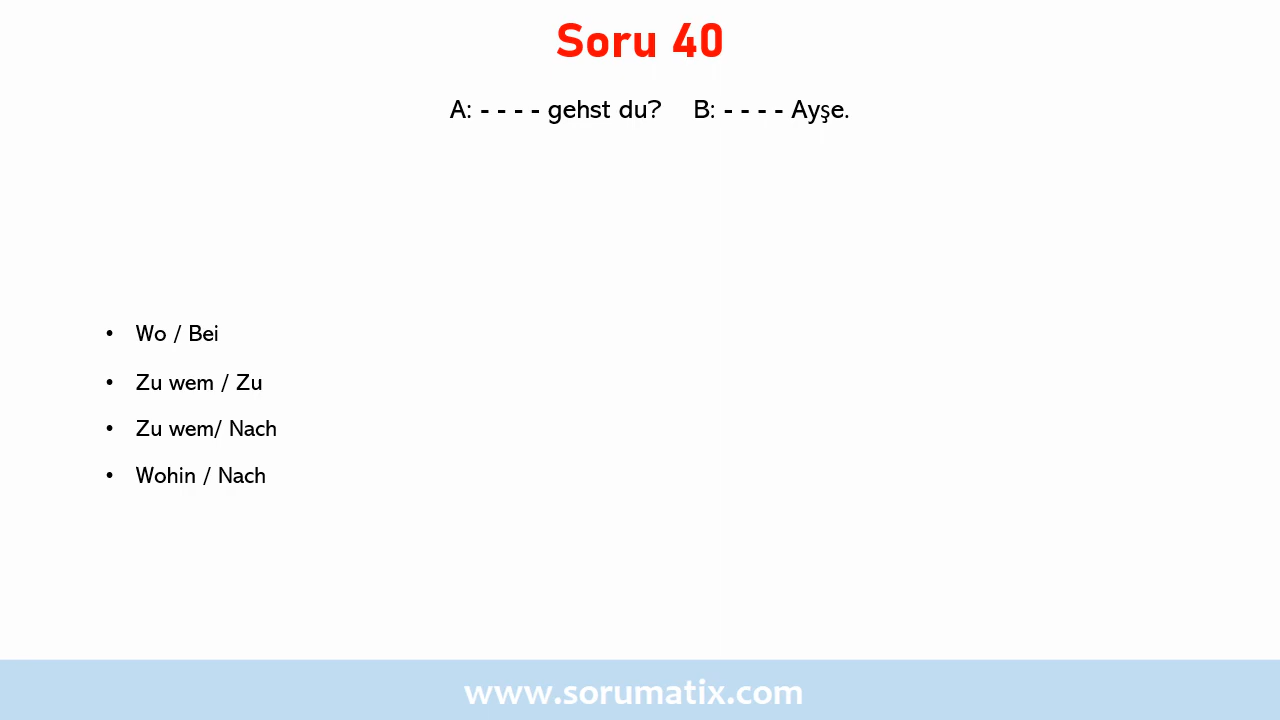 Soru 40
A: - - - - gehst du? B: - - - - Ayşe.
• Wo / Bei
• Zu wem / Zu
• Zu wem/ Nach
• Wohin / Nach
www.sorumatix.com